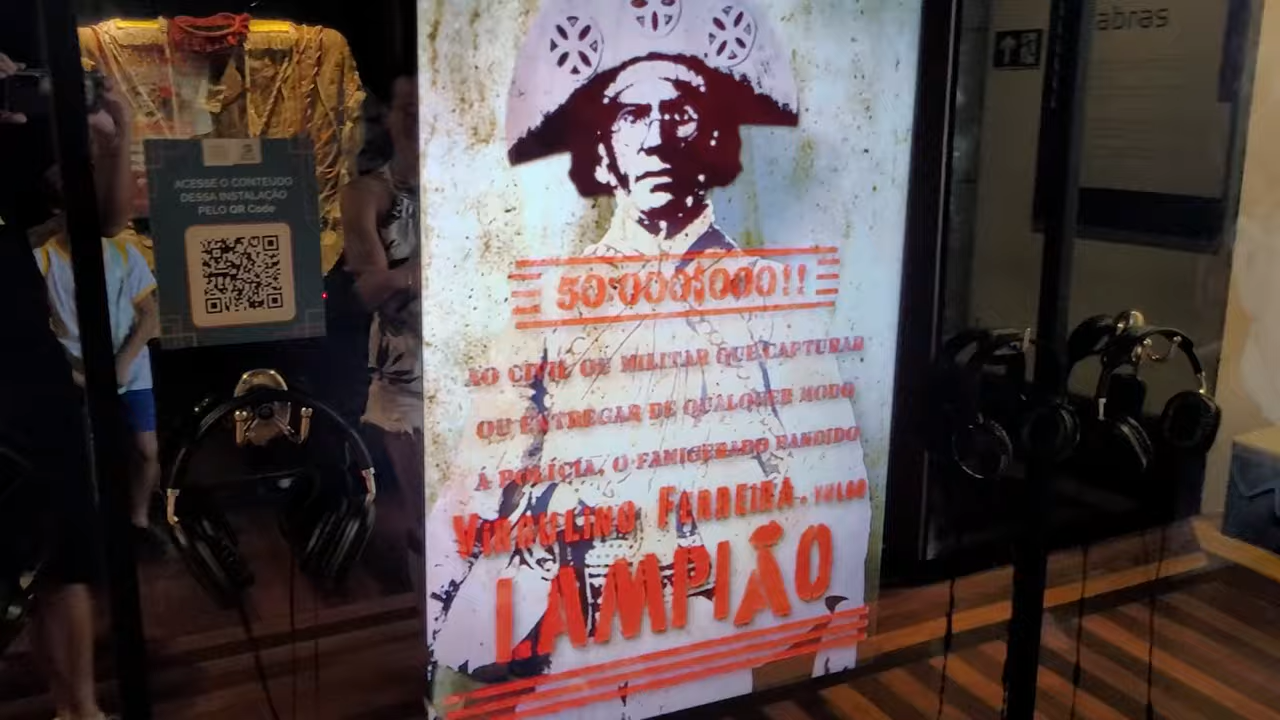 ACESSE O CONTEÚDO
DESSA INSTALAÇÃO
PELO QR Code
50:000$000!!
AO CIVIL OU MILITAR QUE CAPTURAR
OU ENTREGAR DE QUALQUER MODO
À POLÍCIA, O FAMIGERADO BANDIDO
VIRGULINO FERREIRA, VULGO
LAMPIÃO
abras